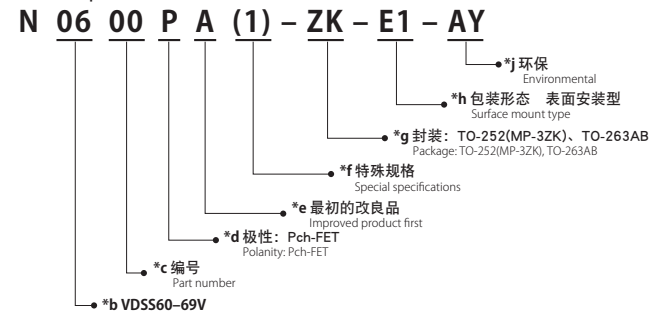 N 06 00 P A (1) – ZK – E1 – AY
*j 环保
Environmental
*h 包装形态 表面安装型
Surface mount type
*g 封装：TO-252(MP-3ZK)、TO-263AB
Package: TO-252(MP-3ZK), TO-263AB
*f 特殊规格
Special specifications
*e 最初的改良品
Improved product first
*d 极性：Pch-FET
Polanity: Pch-FET
*c 编号
Part number
*b VDSS60–69V